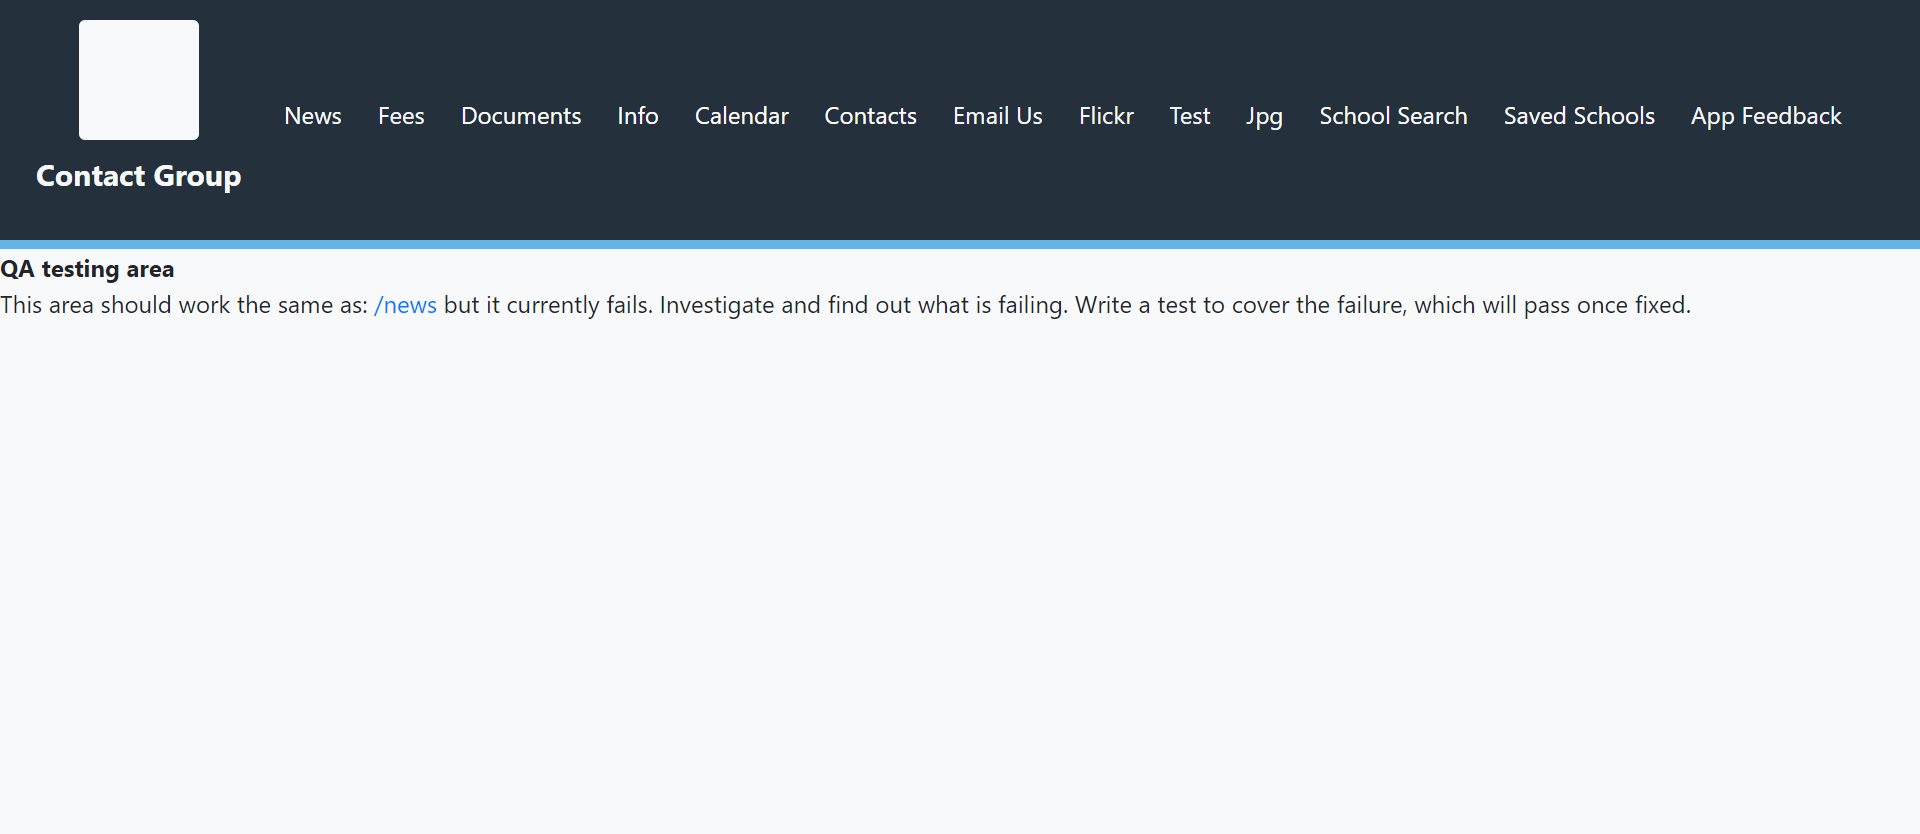 News Fees Documents Info Calendar Contacts Email Us Flickr Test Jpg School Search Saved Schools App Feedback
Contact Group
QA testing area
This area should work the same as: /news but it currently fails. Investigate and find out what is failing. Write a test to cover the failure, which will pass once fixed.